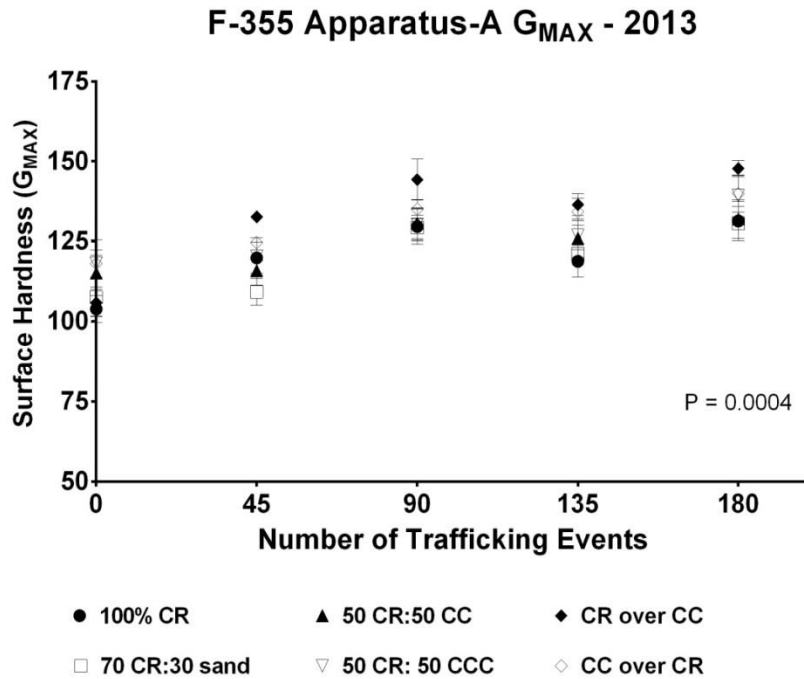 F-355 Apparatus-A GMAX - 2013
175
150
125
100
75
50
Surface Hardness (GMAX)
P = 0.0004
0 45 90 135 180
Number of Trafficking Events
100% CR 50 CR:50 CC CR over CC
70 CR:30 sand 50 CR: 50 CCC CC over CR